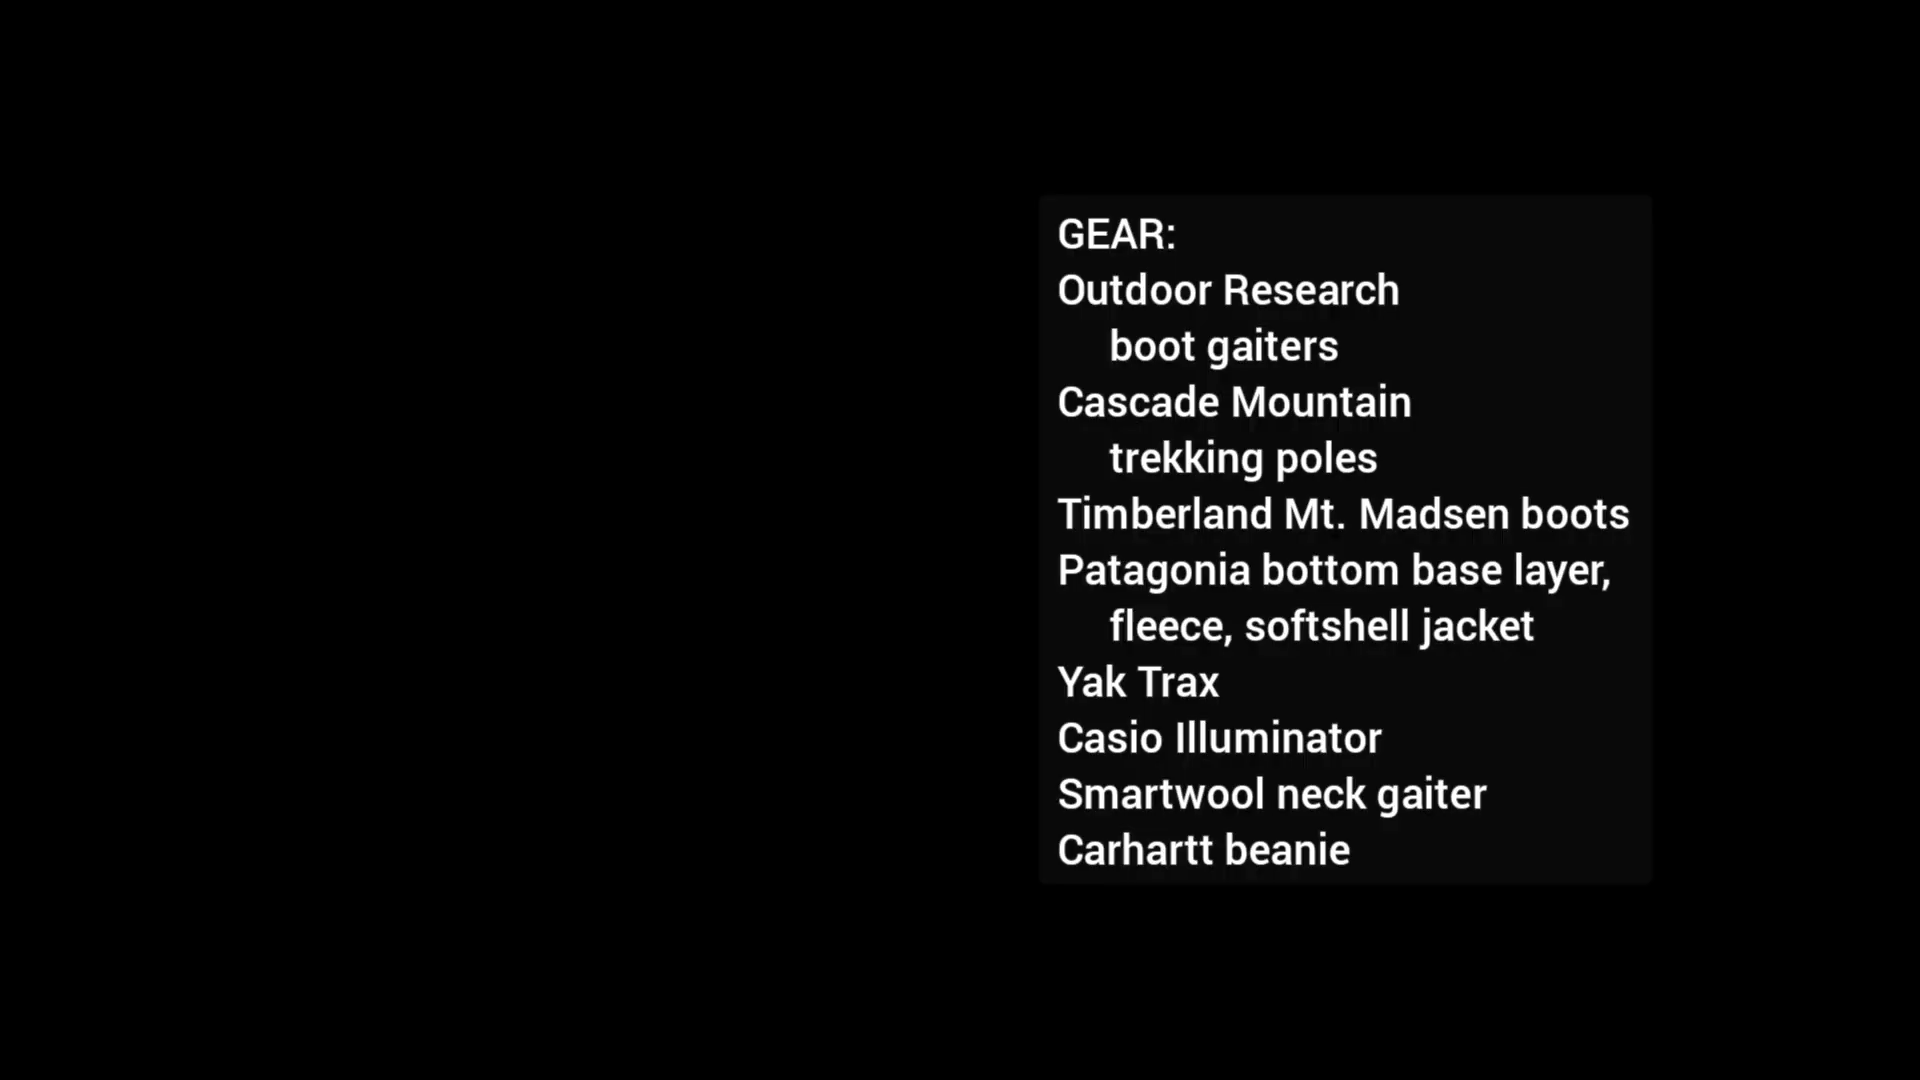 GEAR:
Outdoor Research
boot gaiters
Cascade Mountain
trekking poles
Timberland Mt. Madsen boots
Patagonia bottom base layer,
fleece, softshell jacket
Yak Trax
Casio Illuminator
Smartwool neck gaiter
Carhartt beanie